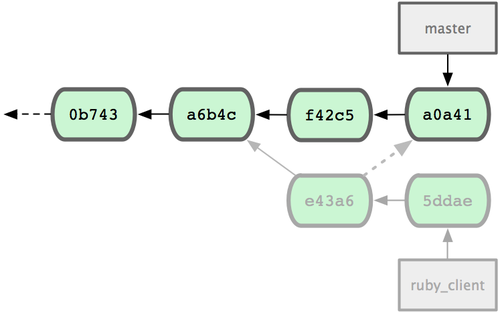 master
0b743
a6b4c
f42c5
a0a41
e43a6
5ddae
ruby_client